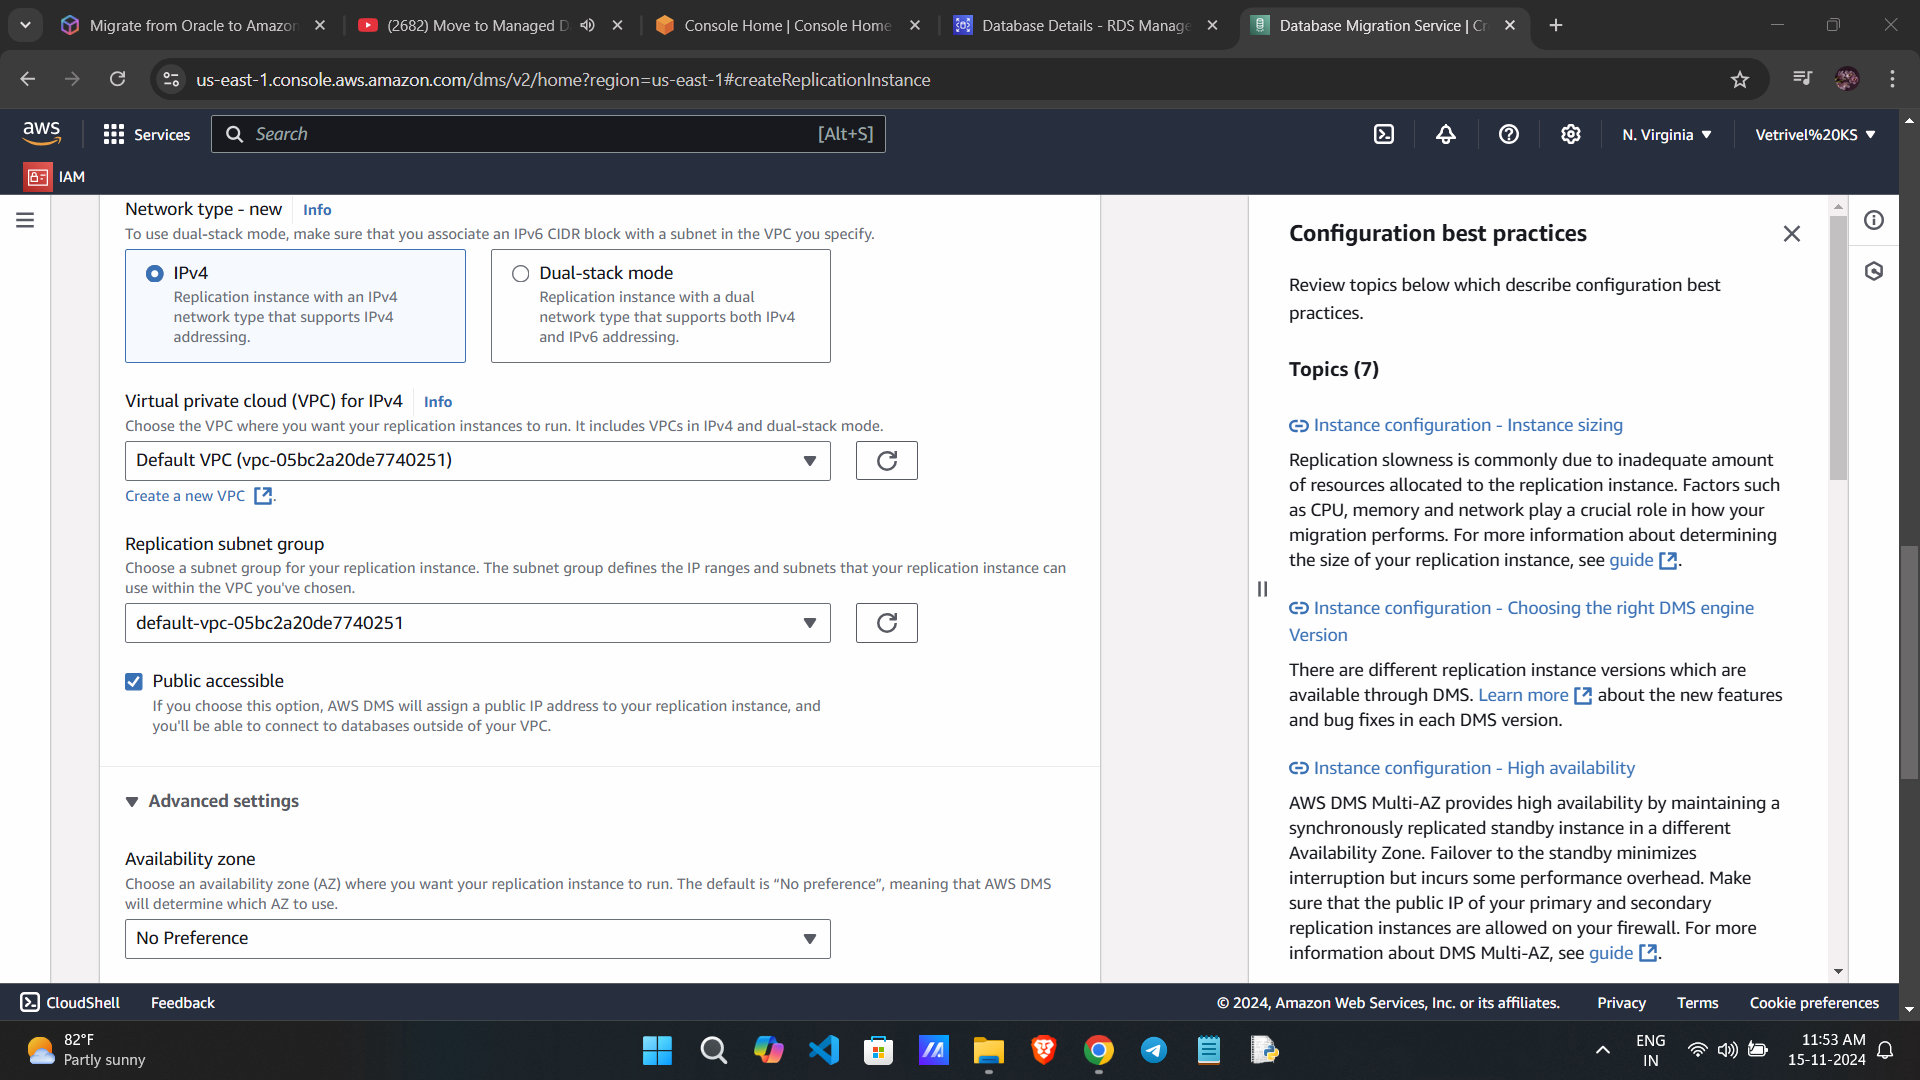 Migrate from Oracle to Amazon
(2682) Move to Managed D
Console Home | Console Home
Database Details - RDS Manage
Database Migration Service | Cr
us-east-1.console.aws.amazon.com/dms/v2/home?region=us-east-1#createReplicationInstance
aws
Services
Search
[Alt+S]
N. Virginia
Vetrivel%20KS
IAM
Network type - new
Info
To use dual-stack mode, make sure that you associate an IPv6 CIDR block with a subnet in the VPC you specify.
IPv4
Replication instance with an IPv4
network type that supports IPv4
addressing.
Dual-stack mode
Replication instance with a dual
network type that supports both IPv4
and IPv6 addressing.
Virtual private cloud (VPC) for IPv4
Info
Choose the VPC where you want your replication instances to run. It includes VPCs in IPv4 and dual-stack mode.
Default VPC (vpc-05bc2a20de7740251)
Create a new VPC .
Replication subnet group
Choose a subnet group for your replication instance. The subnet group defines the IP ranges and subnets that your replication instance can
use within the VPC you've chosen.
default-vpc-05bc2a20de7740251
Public accessible
If you choose this option, AWS DMS will assign a public IP address to your replication instance, and
you'll be able to connect to databases outside of your VPC.
Advanced settings
Availability zone
Choose an availability zone (AZ) where you want your replication instance to run. The default is “No preference”, meaning that AWS DMS
will determine which AZ to use.
No Preference
Configuration best practices
Review topics below which describe configuration best
practices.
Topics (7)
Instance configuration - Instance sizing
Replication slowness is commonly due to inadequate amount
of resources allocated to the replication instance. Factors such
as CPU, memory and network play a crucial role in how your
migration performs. For more information about determining
the size of your replication instance, see guide .
Instance configuration - Choosing the right DMS engine
Version
There are different replication instance versions which are
available through DMS. Learn more about the new features
and bug fixes in each DMS version.
Instance configuration - High availability
AWS DMS Multi-AZ provides high availability by maintaining a
synchronously replicated standby instance in a different
Availability Zone. Failover to the standby minimizes
interruption but incurs some performance overhead. Make
sure that the public IP of your primary and secondary
replication instances are allowed on your firewall. For more
information about DMS Multi-AZ, see guide .
CloudShell
Feedback
© 2024, Amazon Web Services, Inc. or its affiliates.
Privacy
Terms
Cookie preferences
82°F
Partly sunny
ENG
IN
11:53 AM
15-11-2024